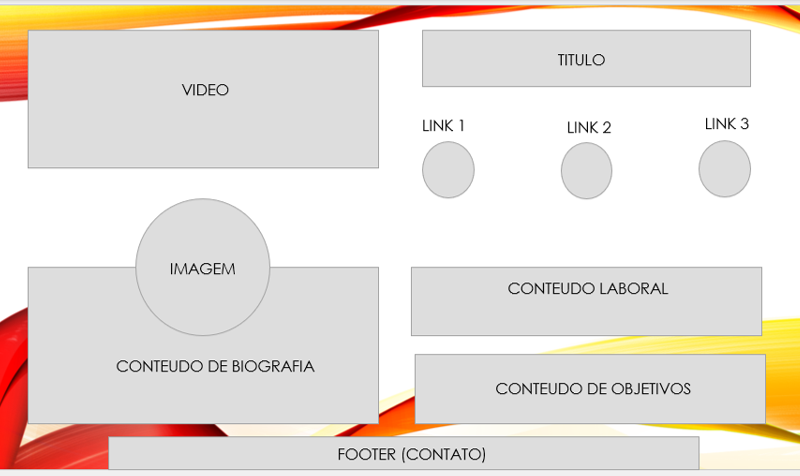 VIDEO
TITULO
LINK 1
LINK 2
LINK 3
IMAGEM
CONTEUDO DE BIOGRAFIA
CONTEUDO LABORAL
CONTEUDO DE OBJETIVOS
FOOTER (CONTATO)